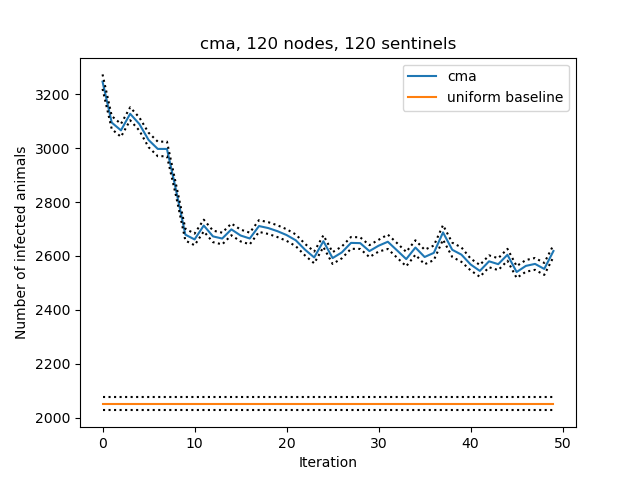 cma, 120 nodes, 120 sentinels
cma
uniform baseline
Number of infected animals
3200
3000
2800
2600
2400
2200
2000
0 10 20 30 40 50
Iteration